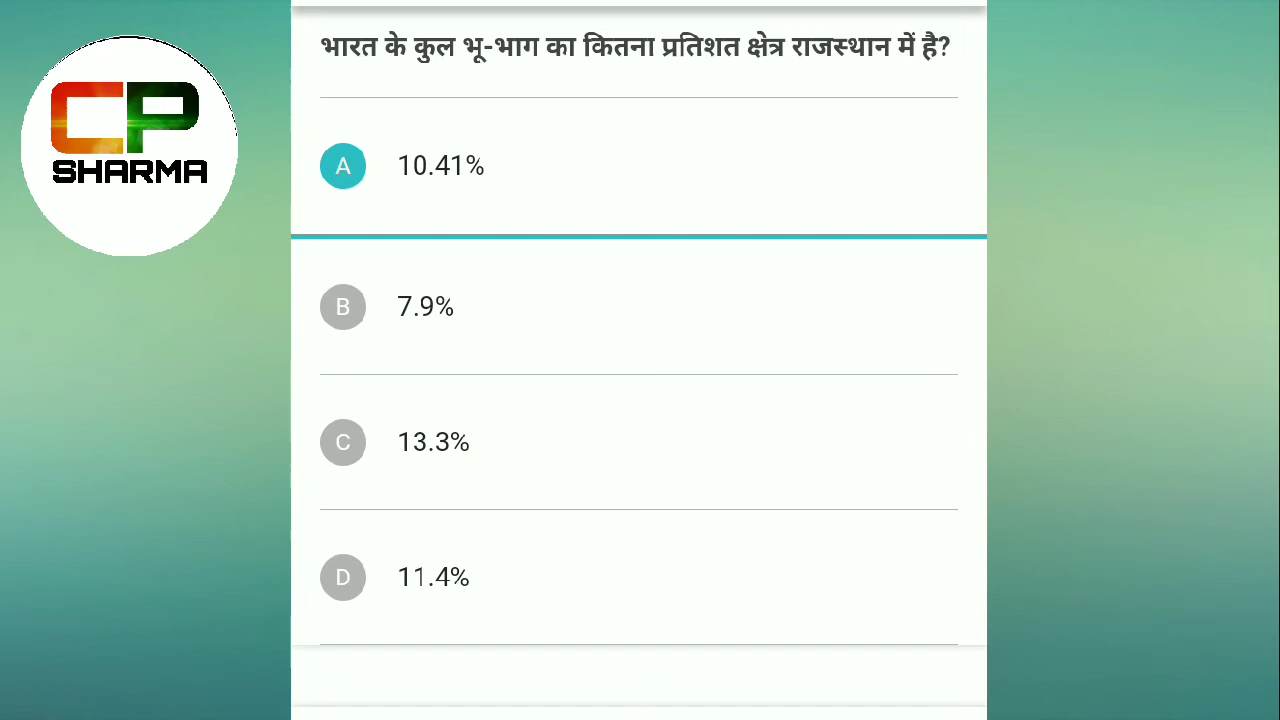 CP
SHARMA
भारत के कुल भू-भाग का कितना प्रतिशत क्षेत्र राजस्थान में है?
A 10.41%
B 7.9%
C 13.3%
D 11.4%